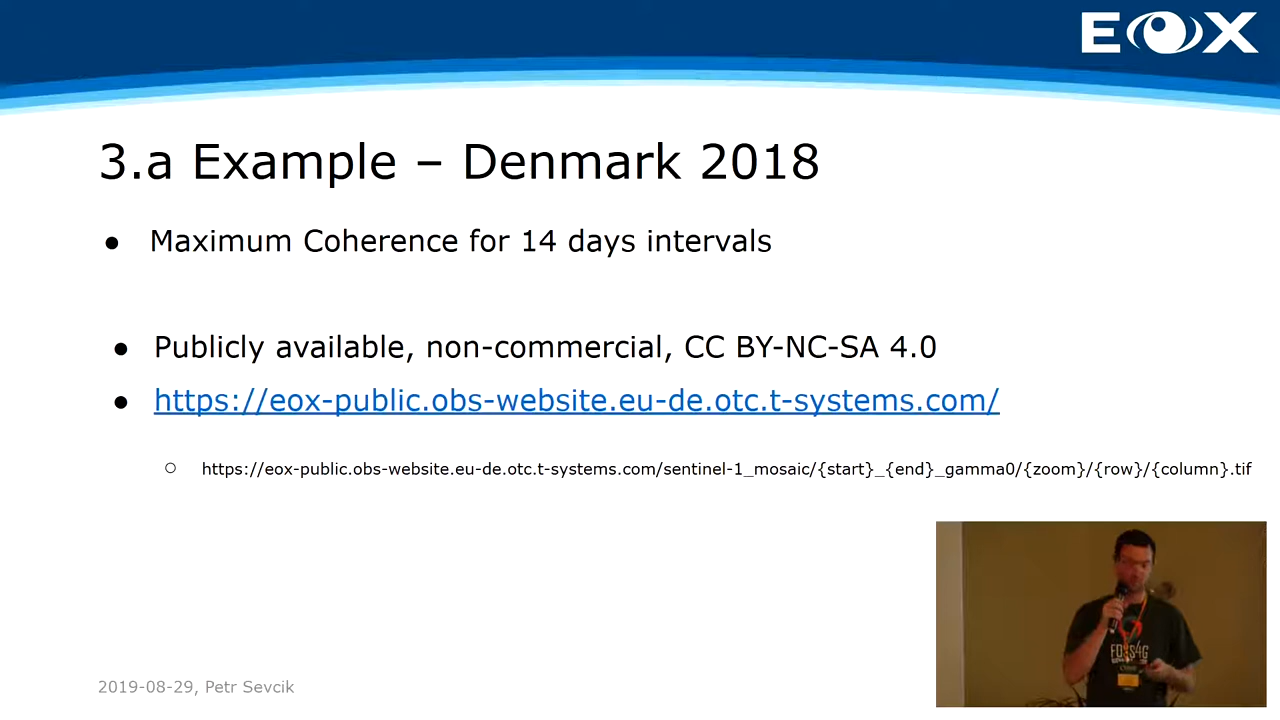 EOX
3.a Example – Denmark 2018
● Maximum Coherence for 14 days intervals
● Publicly available, non-commercial, CC BY-NC-SA 4.0
● https://eox-public.obs-website.eu-de.otc.t-systems.com/
○ https://eox-public.obs-website.eu-de.otc.t-systems.com/sentinel-1_mosaic/{start}_{end}_gamma0/{zoom}/{row}/{column}.tif
FOSS4G
2019-08-29, Petr Sevcik